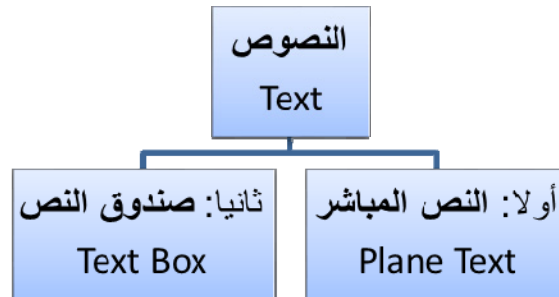 النصوص
Text
أولا: النص المباشر
Plane Text
ثانيا: صندوق النص
Text Box